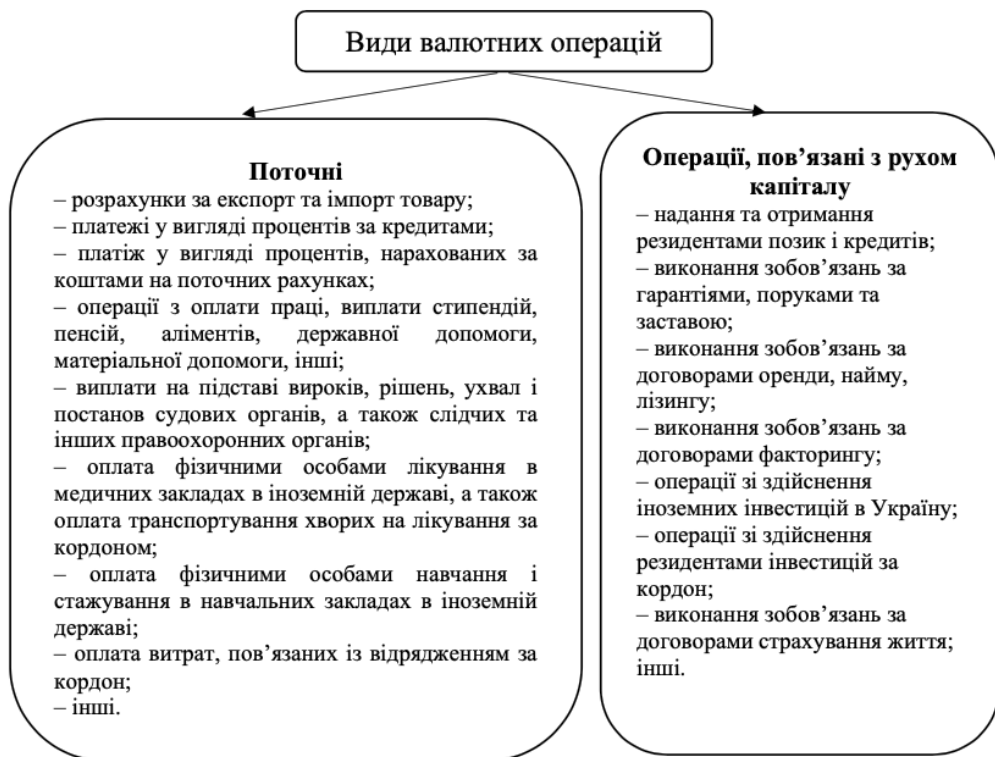 Види валютних операцій
Поточні
– розрахунки за експорт та імпорт товару;
– платежі у вигляді процентів за кредитами;
– платіж у вигляді процентів, нарахованих за
коштами на поточних рахунках;
– операції з оплати праці, виплати стипендій,
пенсій, аліментів, державної допомоги,
матеріальної допомоги, інші;
– виплати на підставі вироків, рішень, ухвал і
постанов судових органів, а також слідчих та
інших правоохоронних органів;
– оплата фізичними особами лікування в
медичних закладах в іноземній державі, а також
оплата транспортування хворих на лікування за
кордоном;
– оплата фізичними особами навчання і
стажування в навчальних закладах в іноземній
державі;
– оплата витрат, пов’язаних із відрядженням за
кордон;
– інші.
Операції, пов’язані з рухом
капіталу
– надання та отримання
резидентами позик і кредитів;
– виконання зобов’язань за
гарантіями, поруками та
заставою;
– виконання зобов’язань за
договорами оренди, найму,
лізингу;
– виконання зобов’язань за
договорами факторингу;
– операції зі здійснення
іноземних інвестицій в Україну;
– операції зі здійснення
резидентами інвестицій за
кордон;
– виконання зобов’язань за
договорами страхування життя;
інші.